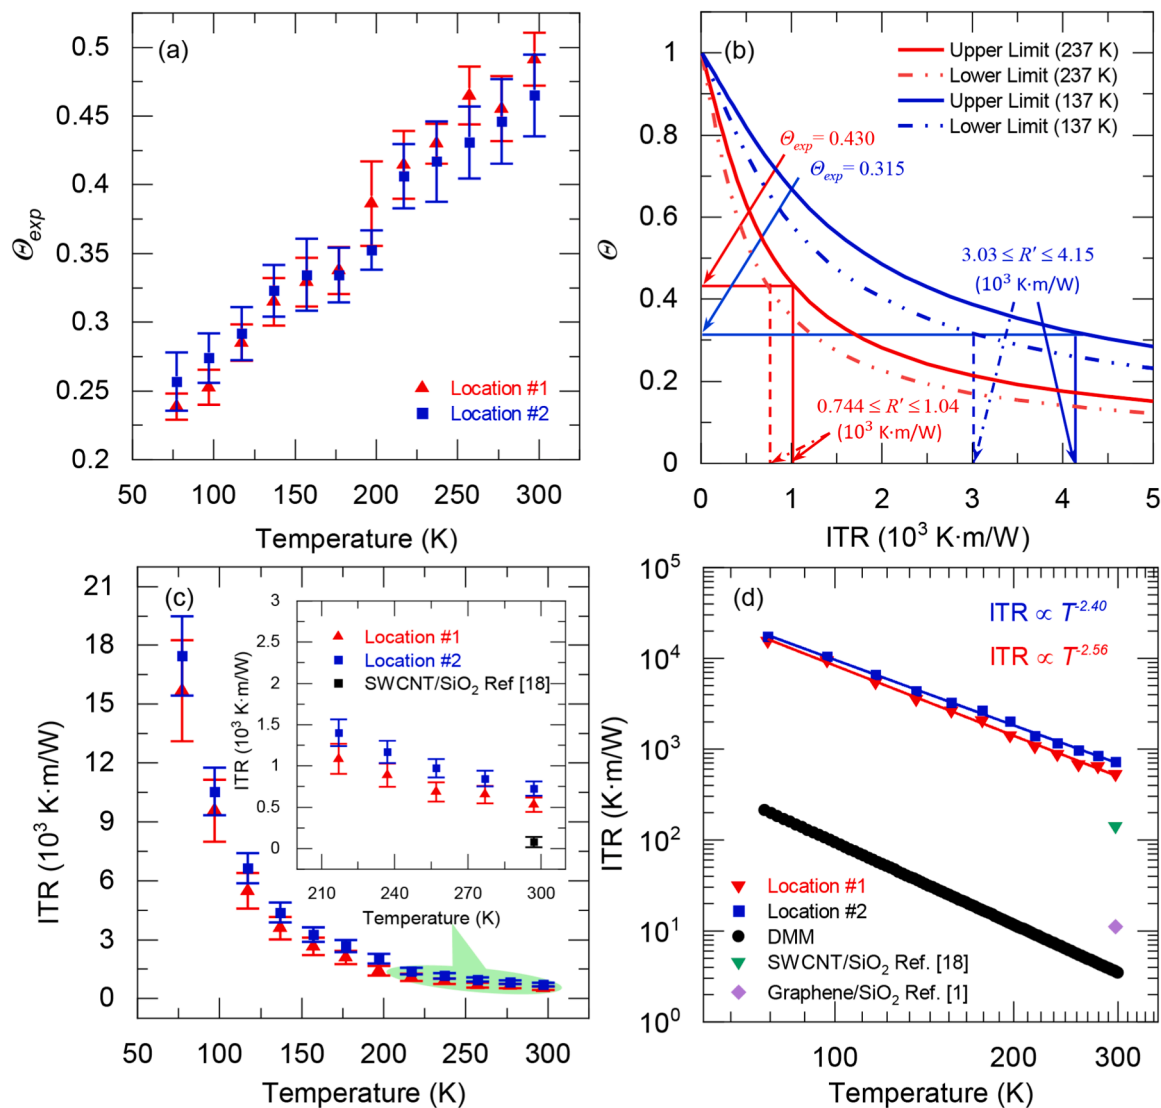 (a)
0.5
0.45
0.4
0.35
0.3
0.25
0.2
Θexp
Location #1
Location #2
50 100 150 200 250 300
Temperature (K)
(b)
1
0.8
0.6
0.4
0.2
0
Θ
Upper Limit (237 K)
Lower Limit (237 K)
Upper Limit (137 K)
Lower Limit (137 K)
Θexp= 0.430
Θexp= 0.315
3.03 ≤ R′ ≤ 4.15
(10³ K·m/W)
0.744 ≤ R′ ≤ 1.04
(10³ K·m/W)
0 1 2 3 4 5
ITR (10³ K·m/W)
(c)
21
18
15
12
9
6
3
0
ITR (10³ K·m/W)
3
2.5
2
1.5
1
0.5
0
ITR (10³ K·m/W)
Location #1
Location #2
SWCNT/SiO₂ Ref [18]
210 240 270 300
Temperature (K)
50 100 150 200 250 300
Temperature (K)
(d)
10⁵
10⁴
10³
10²
10¹
10⁰
ITR (K·m/W)
ITR ∝ T⁻²·⁴⁰
ITR ∝ T⁻²·⁵⁶
Location #1
Location #2
DMM
SWCNT/SiO₂ Ref. [18]
Graphene/SiO₂ Ref. [1]
100 200 300
Temperature (K)